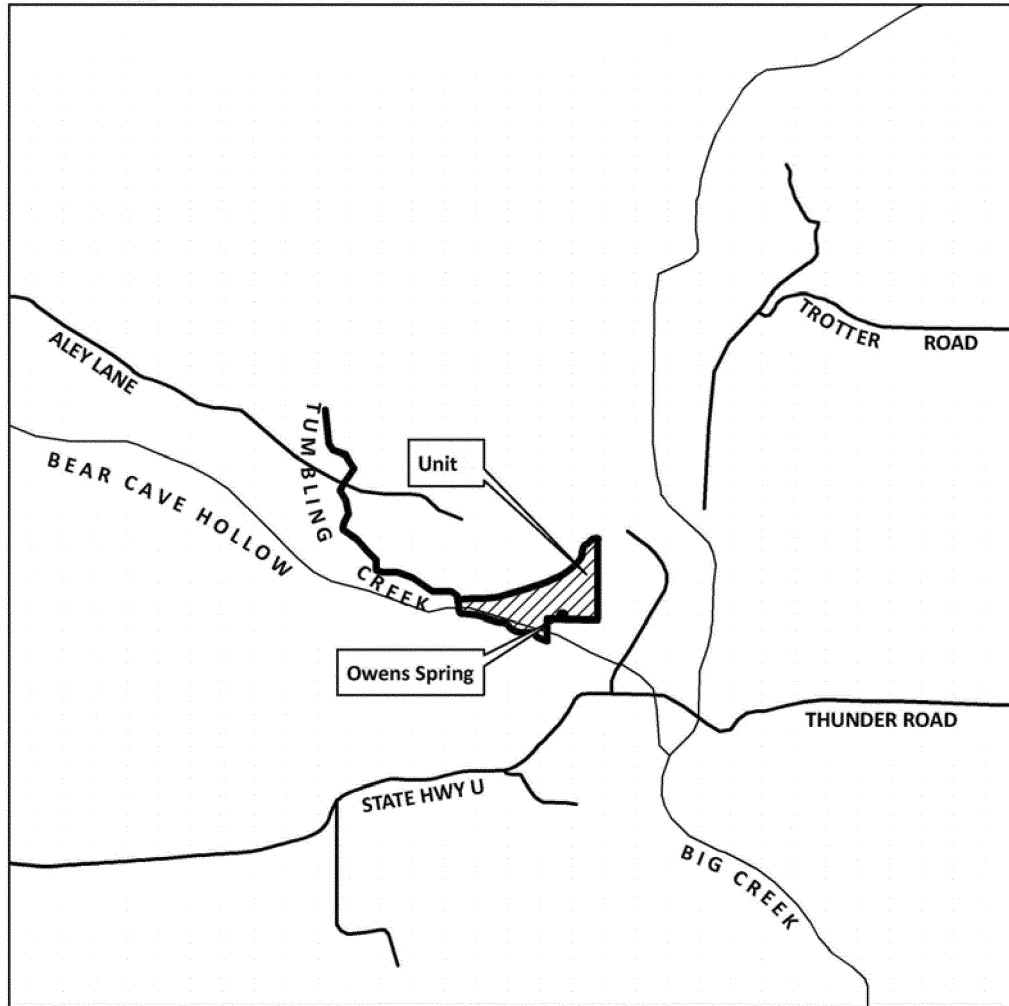 TROTTER ROAD
ALEY LANE
TUMBLING CREEK
BEAR CAVE HOLLOW
Unit
Owens Spring
THUNDER ROAD
STATE HWY U
BIG CREEK